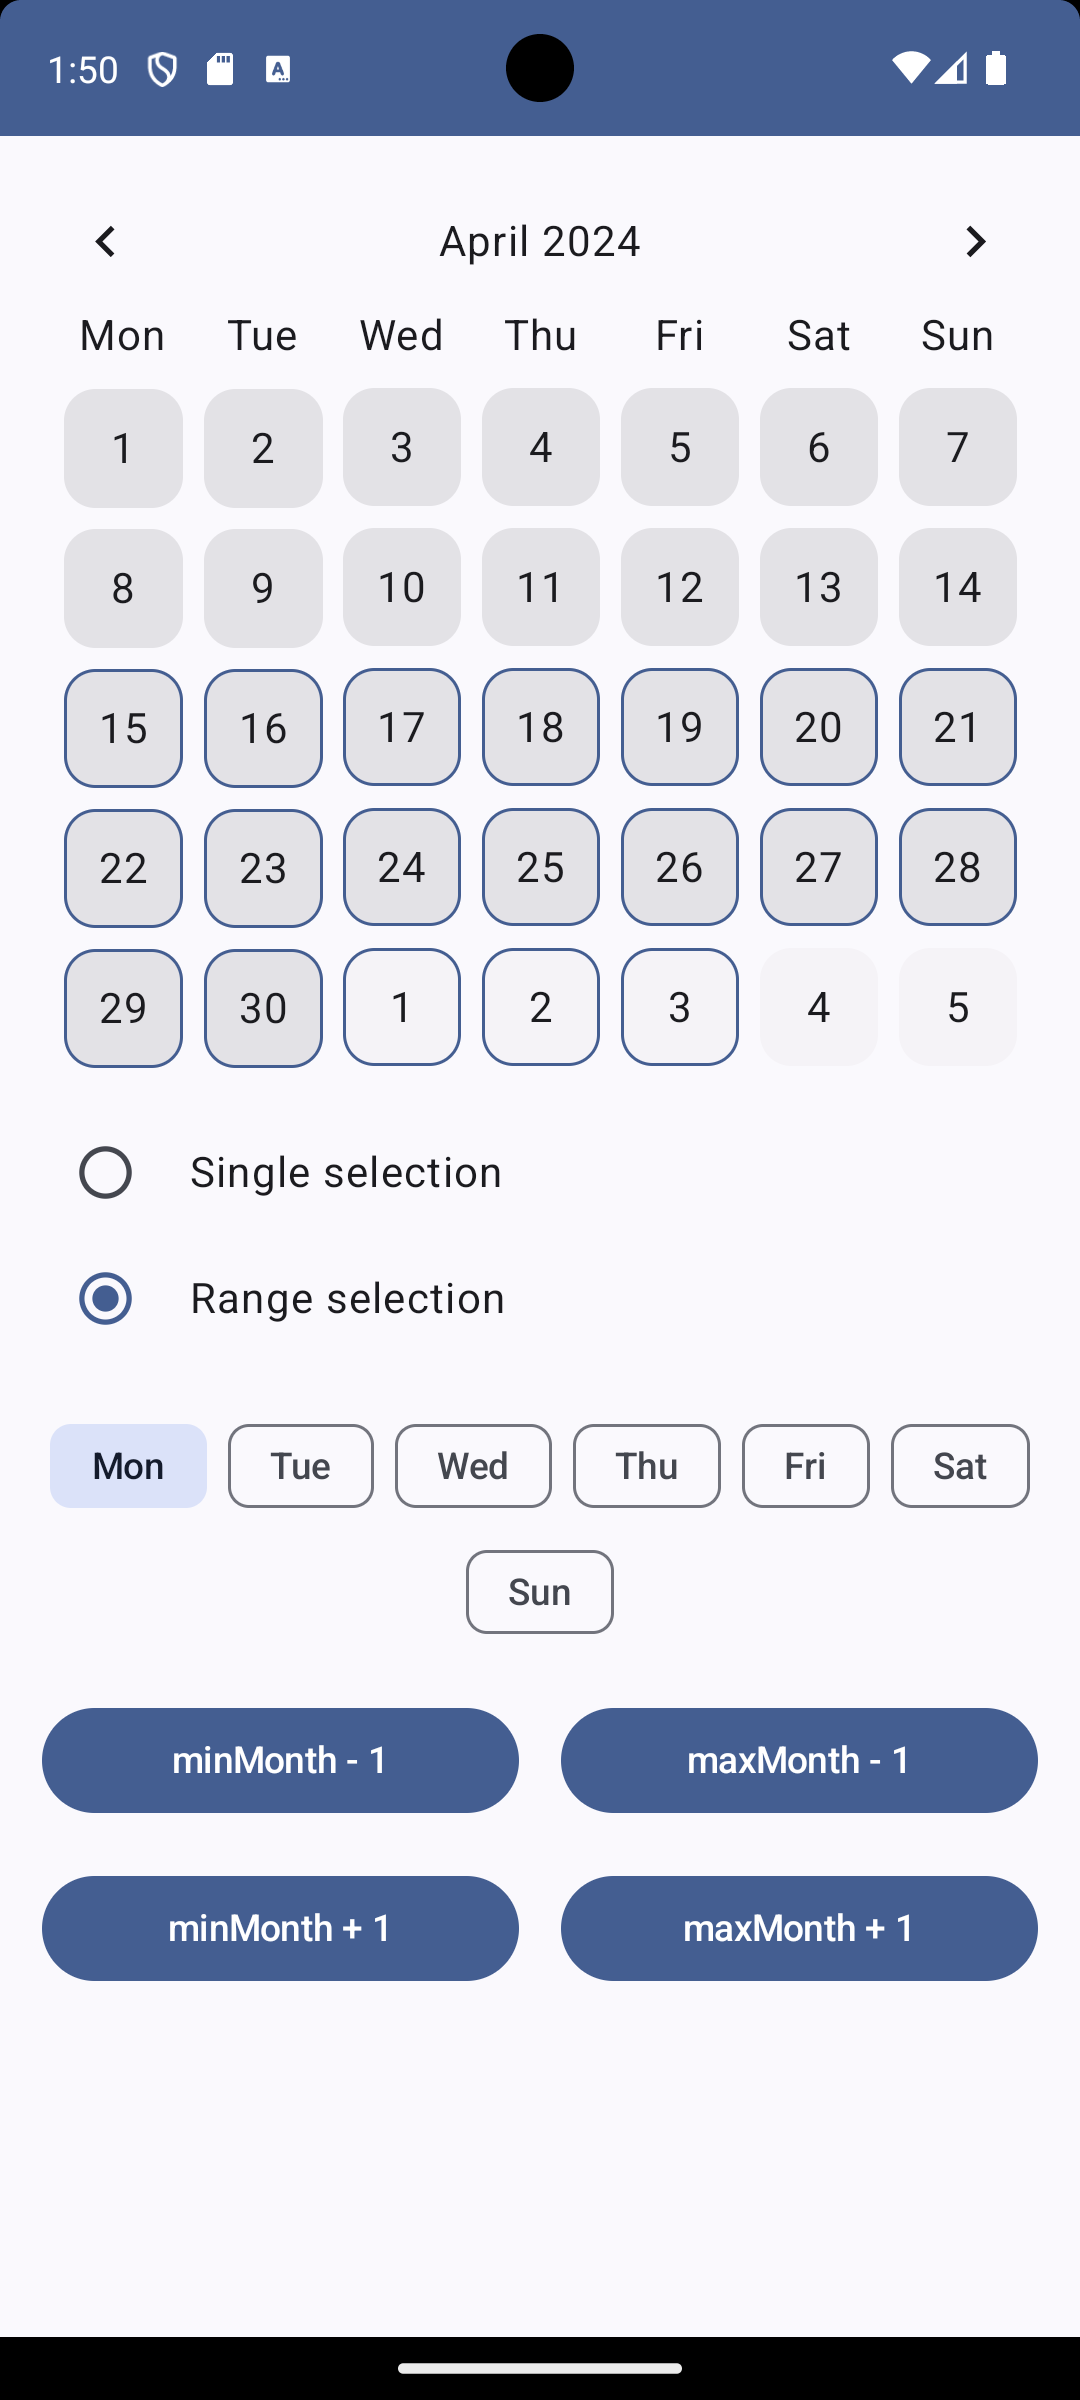 1:50
April 2024
Mon Tue Wed Thu Fri Sat Sun
1 2 3 4 5 6 7
8 9 10 11 12 13 14
15 16 17 18 19 20 21
22 23 24 25 26 27 28
29 30 1 2 3 4 5
Single selection
Range selection
Mon Tue Wed Thu Fri Sat
Sun
minMonth - 1 maxMonth - 1
minMonth + 1 maxMonth + 1